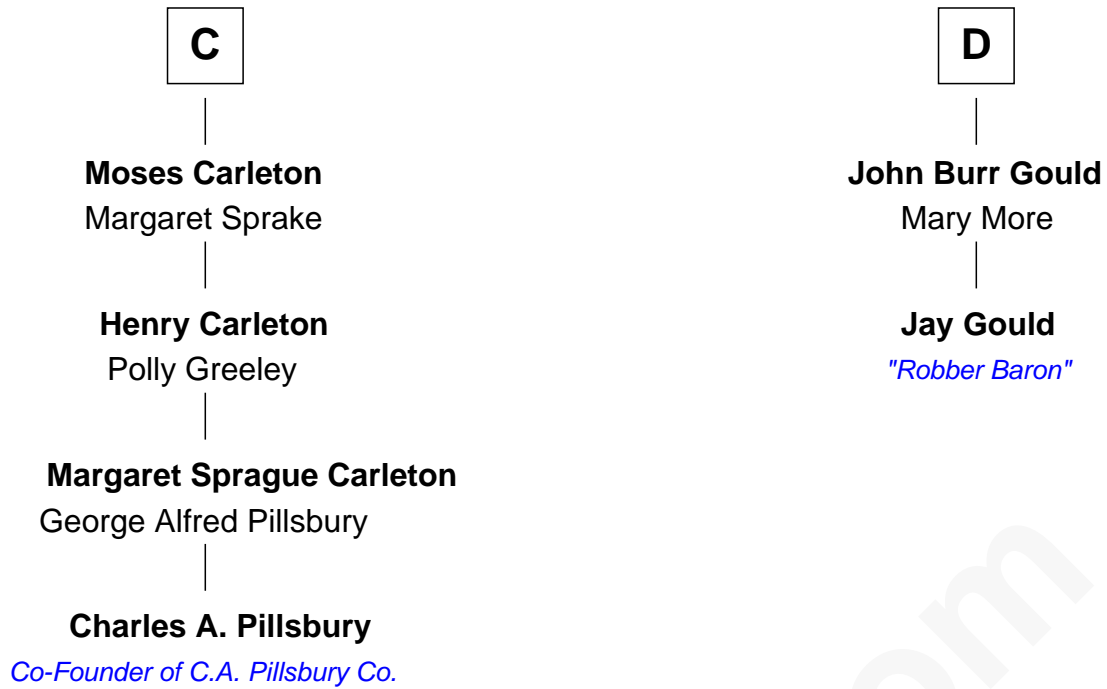 C
Moses Carleton
Margaret Sprake
Henry Carleton
Polly Greeley
Margaret Sprague Carleton
George Alfred Pillsbury
Charles A. Pillsbury
Co-Founder of C.A. Pillsbury Co.
D
John Burr Gould
Mary More
Jay Gould
"Robber Baron"
om